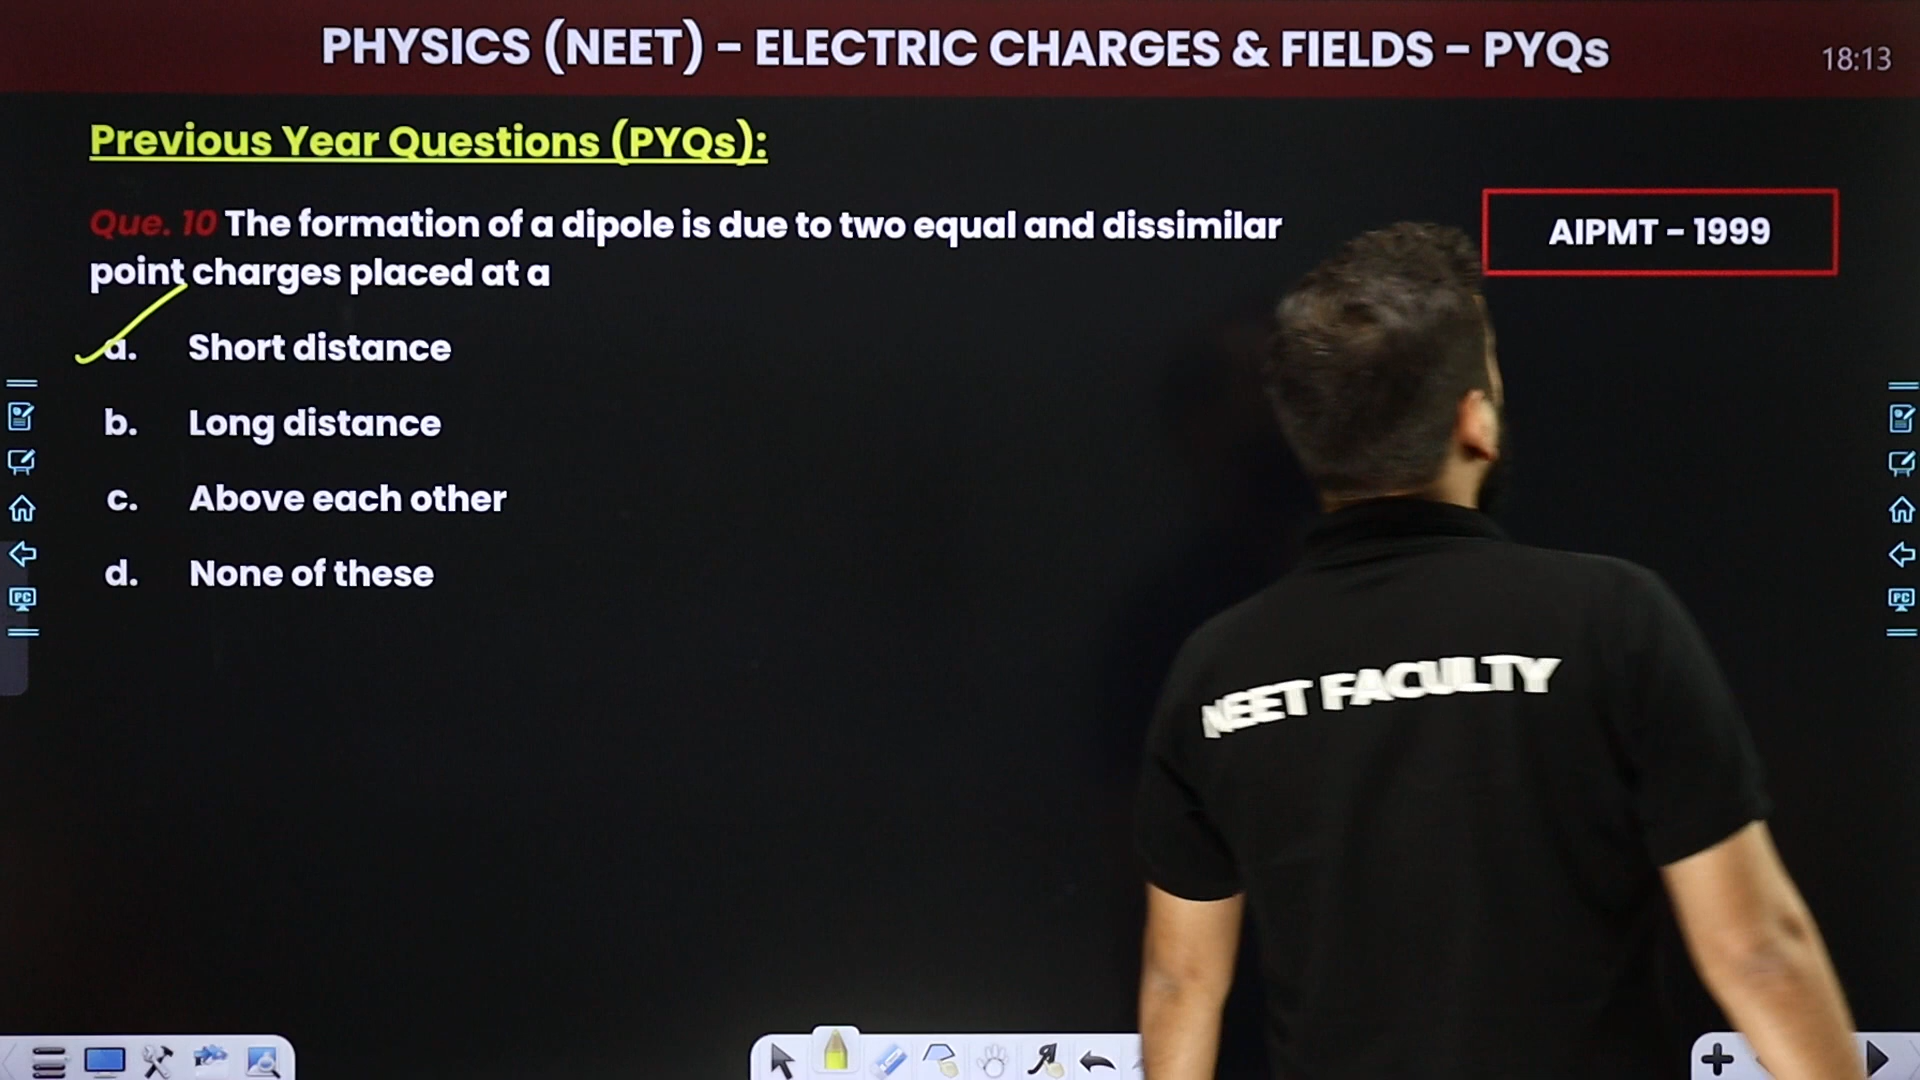 PHYSICS (NEET) - ELECTRIC CHARGES & FIELDS - PYQs
18:13
Previous Year Questions (PYQs):
Que. 10 The formation of a dipole is due to two equal and dissimilar
point charges placed at a
AIPMT - 1999
a. Short distance
b. Long distance
c. Above each other
d. None of these
PC
PC
NEET FACULTY